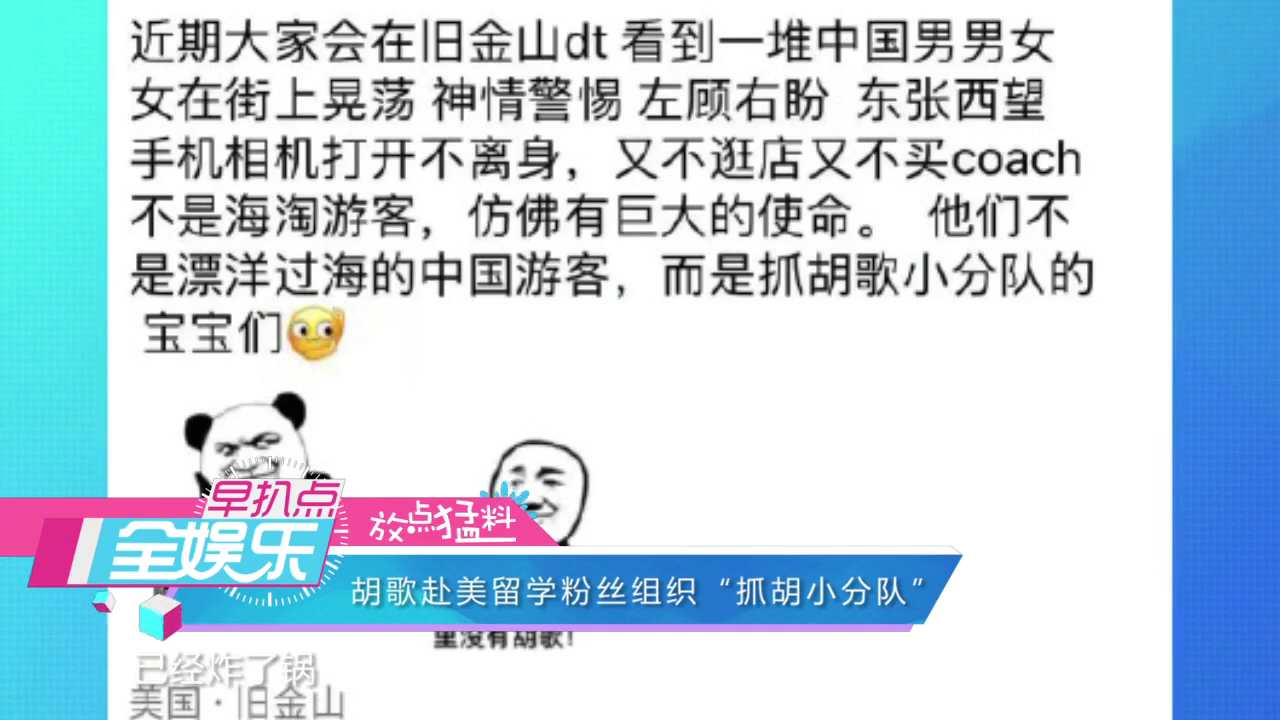 近期大家会在旧金山dt 看到一堆中国男男女
女在街上晃荡 神情警惕 左顾右盼 东张西望
手机相机打开不离身，又不逛店又不买coach
不是海淘游客，仿佛有巨大的使命。 他们不
是漂洋过海的中国游客，而是抓胡歌小分队的
宝宝们
早扒点
全娱乐
放点猛料
胡歌赴美留学粉丝组织“抓胡小分队”
里没有胡歌！
已经炸了锅
美国·旧金山